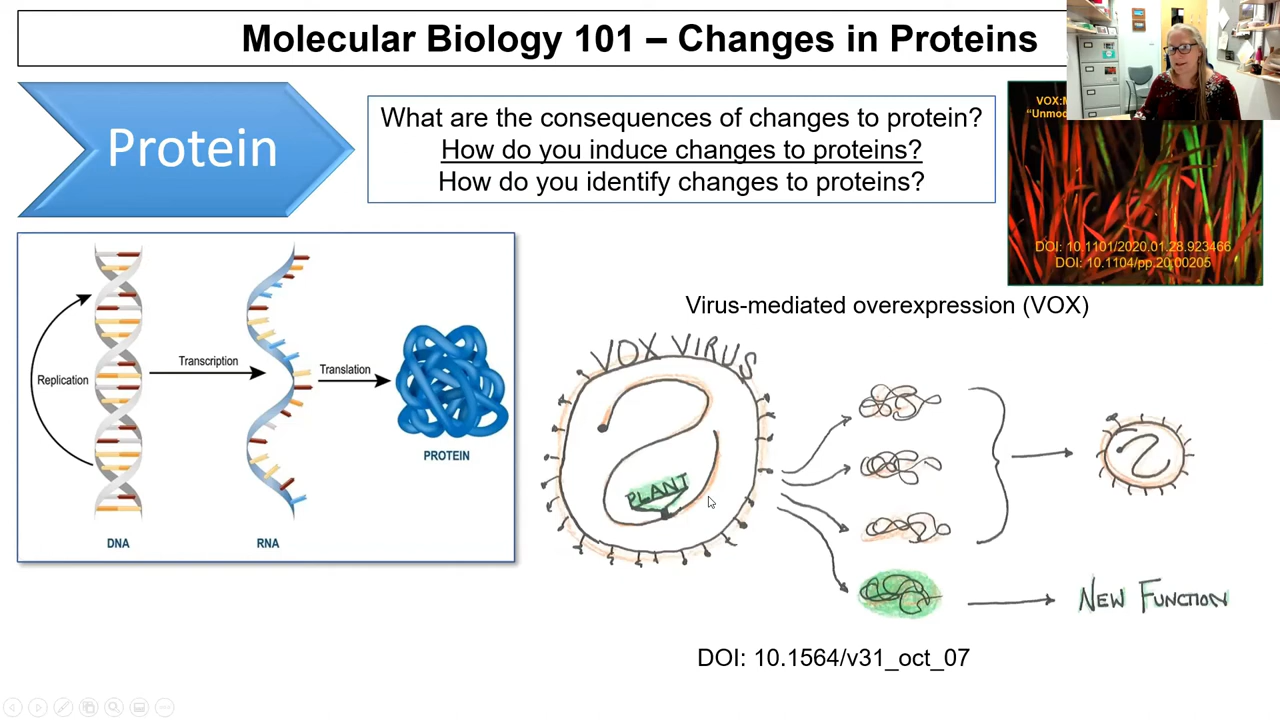 Molecular Biology 101 – Changes in Proteins
Protein
What are the consequences of changes to protein?
How do you induce changes to proteins?
How do you identify changes to proteins?
DOI: 10.1101/2020.01.28.923466
DOI: 10.1104/pp.20.00205
Replication
Transcription
Translation
PROTEIN
DNA
RNA
Virus-mediated overexpression (VOX)
VOX VIRUS
PLANT
NEW FUNCTION
DOI: 10.1564/v31_oct_07